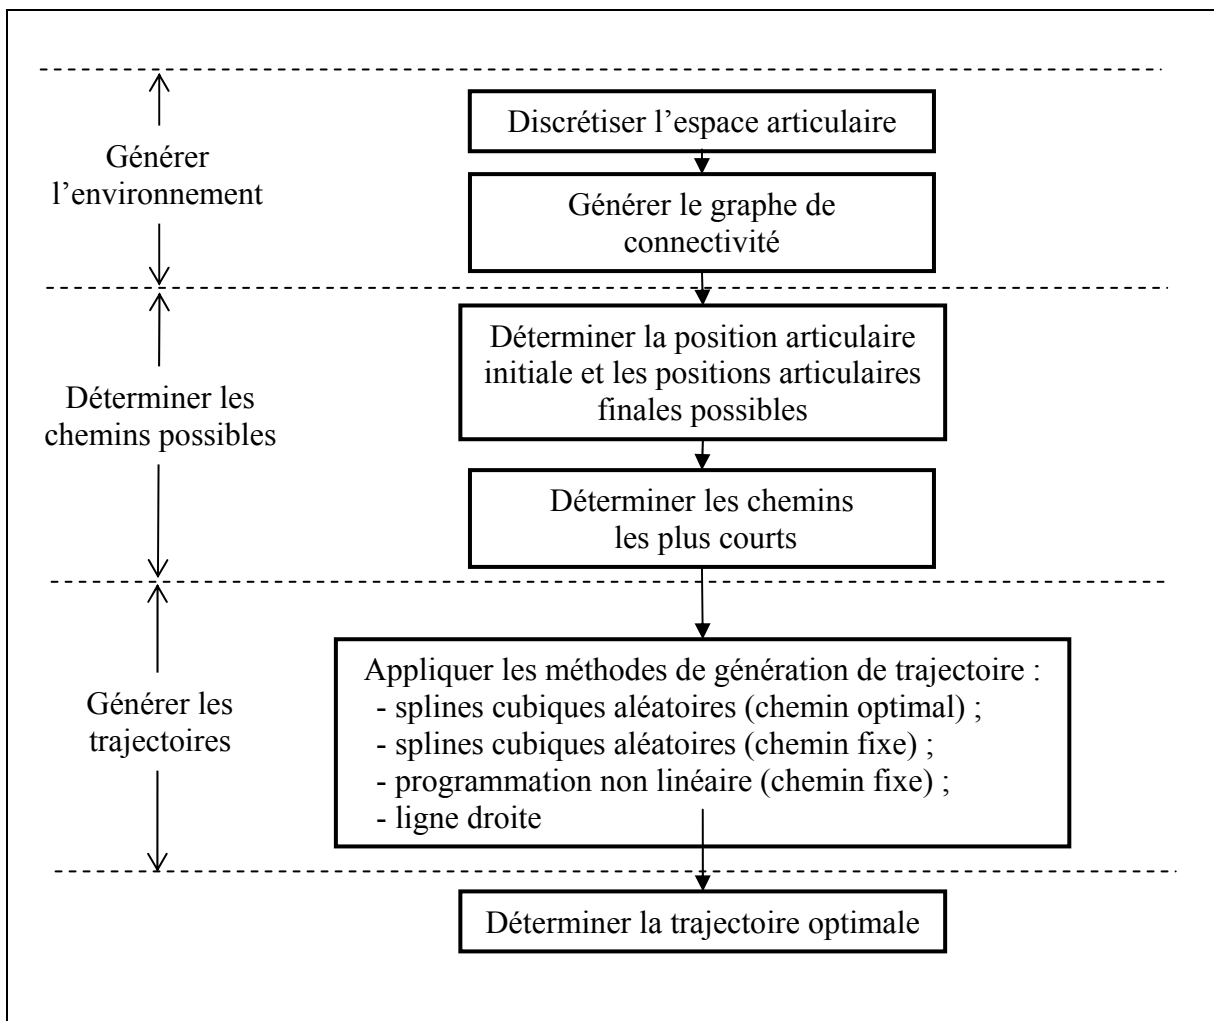 Discrétiser l’espace articulaire
Générer
l’environnement
Générer le graphe de
connectivité
Déterminer la position articulaire
initiale et les positions articulaires
finales possibles
Déterminer les
chemins possibles
Déterminer les chemins
les plus courts
Générer les
trajectoires
Appliquer les méthodes de génération de trajectoire :
- splines cubiques aléatoires (chemin optimal) ;
- splines cubiques aléatoires (chemin fixe) ;
- programmation non linéaire (chemin fixe) ;
- ligne droite
Déterminer la trajectoire optimale